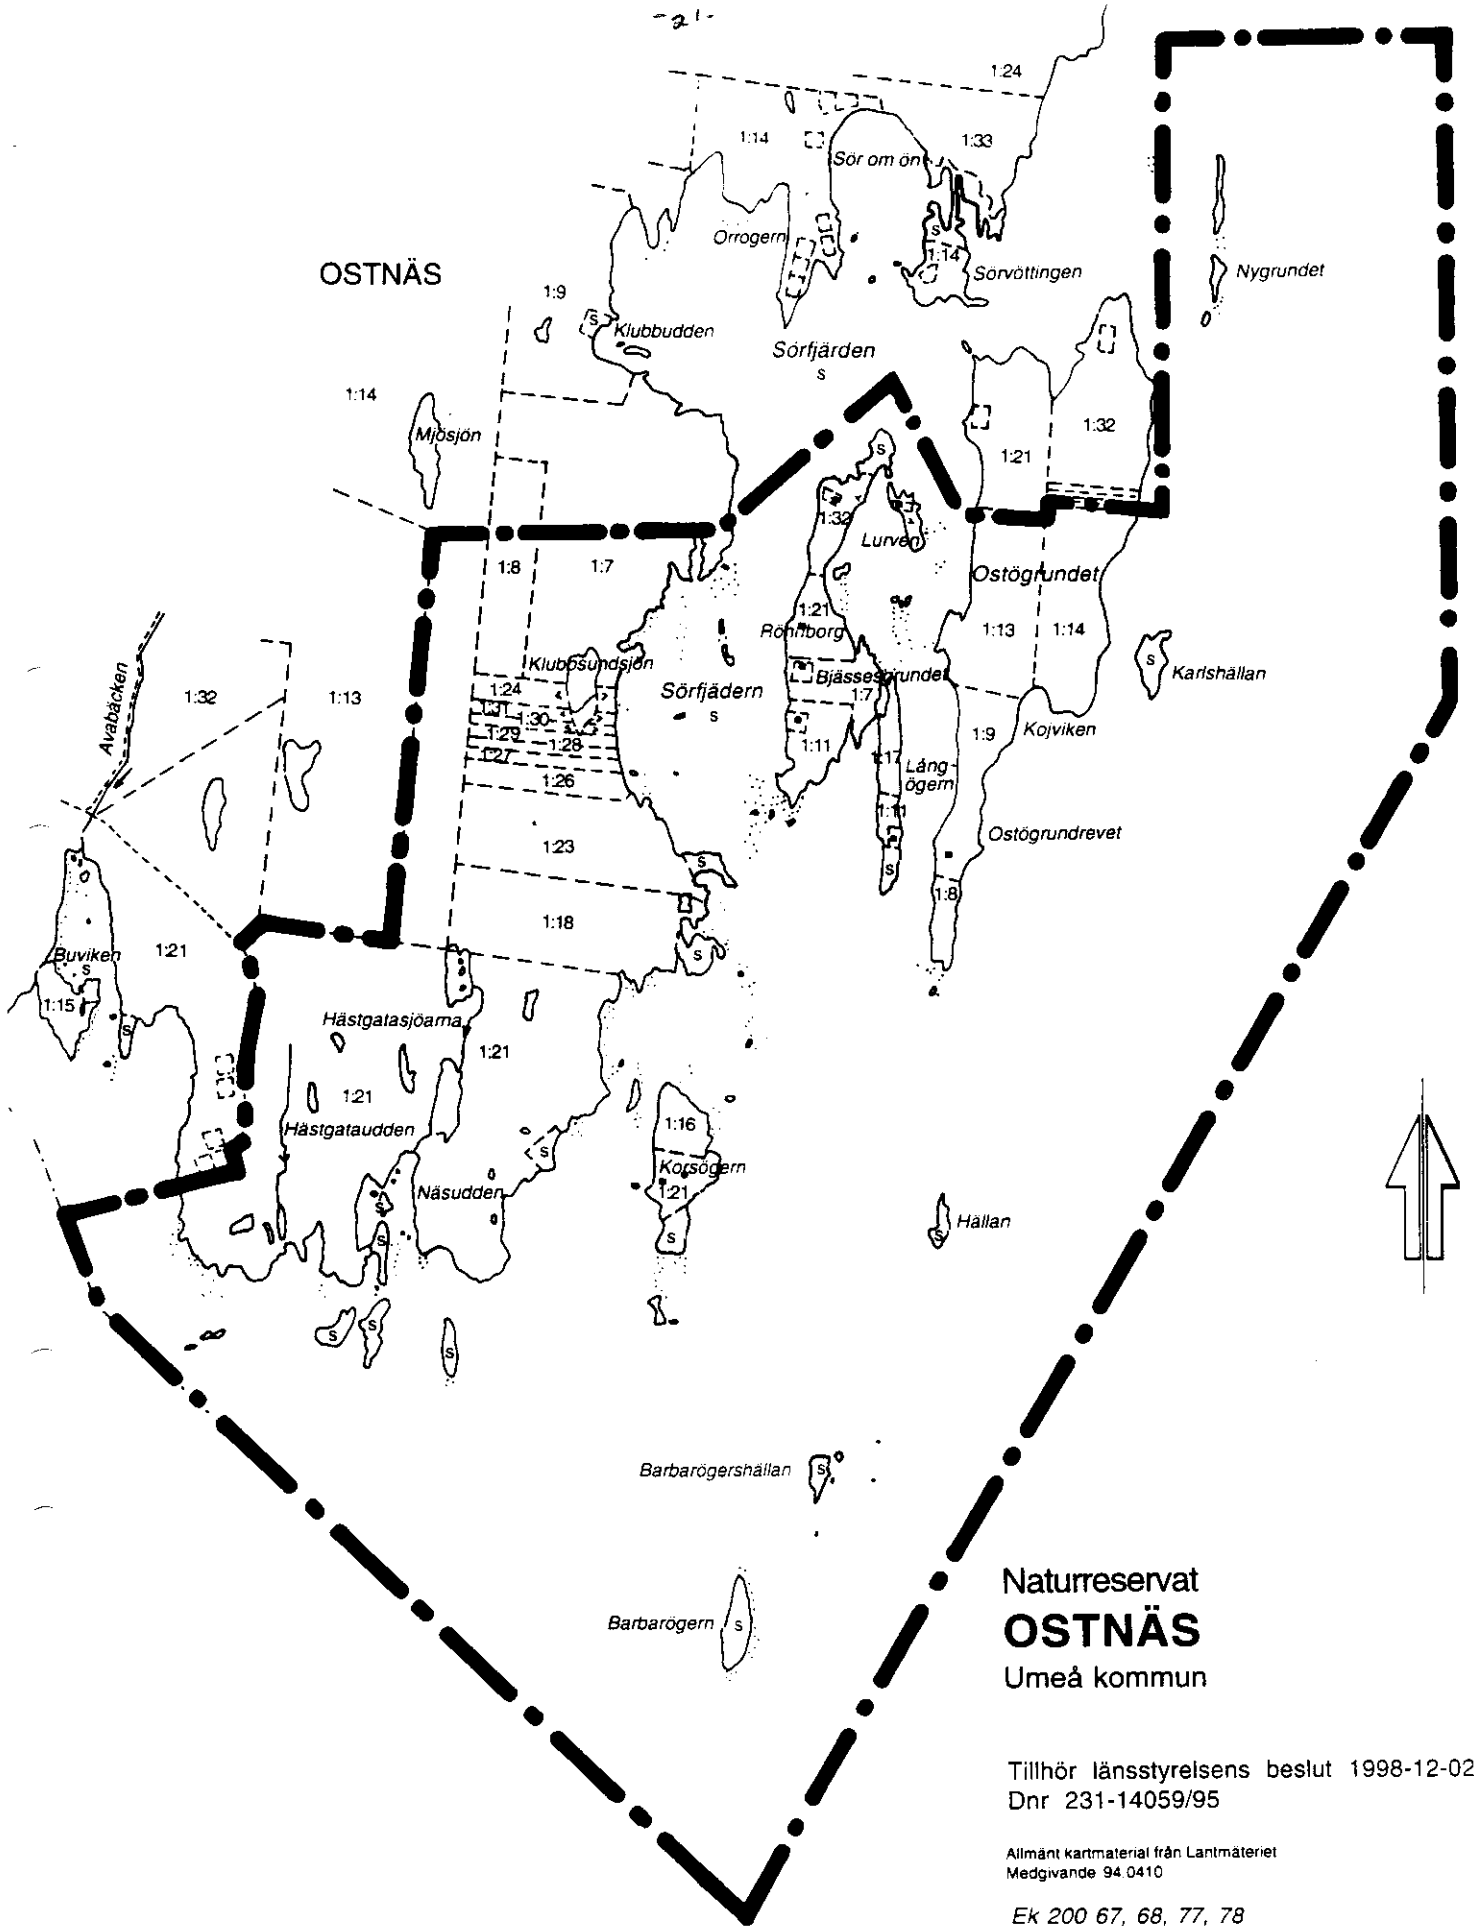 -21-
1:24
1:14
1:33
Sör om ön
Orrogern
s
1:14
Sörvöttingen
Nygrundet
OSTNÄS
1:9
s
Klubbudden
Sörfjärden
s
1:14
Mjösjön
1:32
1:21
s
1:32
Lurven
1:8
1:7
Ostögrundet
1:21
Rönnborg
1:13
1:14
Klubbsundsjön
Bjässesgrundet
s
Karlshällan
Avabäcken
1:32
1:13
1:24
Sörfjädern
s
1:7
1:31
1:30
1:29
1:28
1:27
1:26
1:11
1:17
1:9
Kojviken
Lång-
ögern
1:11
Ostögrundrevet
1:23
s
s
1:8
1:18
Buviken
s
1:21
s
1:15
s
Hästgatasjöarna
1:21
1:21
Hästgataudden
1:16
s
Korsögern
1:21
Näsudden
s
s
s
Hällan
s
s
s
s
Barbarögershällan
s
Barbarögern
s
Naturreservat
OSTNÄS
Umeå kommun
Tillhör länsstyrelsens beslut 1998-12-02
Dnr 231-14059/95
Allmänt kartmaterial från Lantmäteriet
Medgivande 94.0410
Ek 200 67, 68, 77, 78